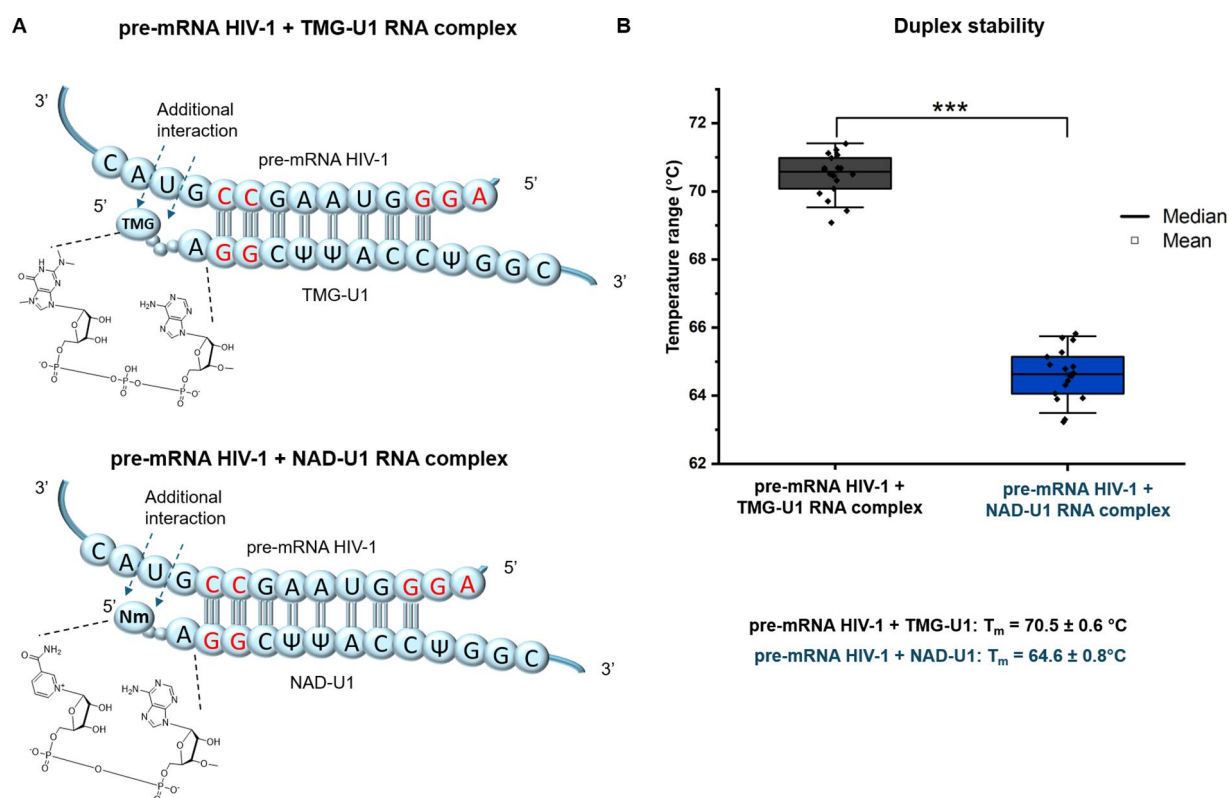 A
pre-mRNA HIV-1 + TMG-U1 RNA complex
3’
Additional
interaction
pre-mRNA HIV-1
5’
C A U G C C G A A U G G G A
5’
TMG
A G G C Ψ Ψ A C C Ψ G G C
3’
TMG-U1
pre-mRNA HIV-1 + NAD-U1 RNA complex
3’
Additional
interaction
pre-mRNA HIV-1
5’
C A U G C C G A A U G G G A
5’
Nm
A G G C Ψ Ψ A C C Ψ G G C
3’
NAD-U1
B
Duplex stability
***
Temperature range (°C)
72
70
66
64
62
Median
Mean
pre-mRNA HIV-1 +
TMG-U1 RNA complex
pre-mRNA HIV-1 +
NAD-U1 RNA complex
pre-mRNA HIV-1 + TMG-U1: Tm = 70.5 ± 0.6 °C
pre-mRNA HIV-1 + NAD-U1: Tm = 64.6 ± 0.8°C